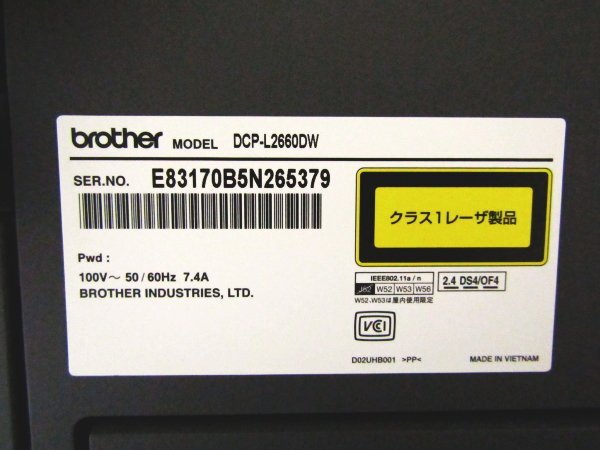 brother MODEL DCP-L2660DW
SER.NO. E83170B5N265379
クラス1レーザ製品
Pwd :
100V～ 50/60Hz 7.4A
BROTHER INDUSTRIES, LTD.
IEEE802.11a/n
J52 W52 W53 W56
W52、W53は屋内使用限定
2.4 DS4/OF4
VCI
D02UHB001 >PP<
MADE IN VIETNAM